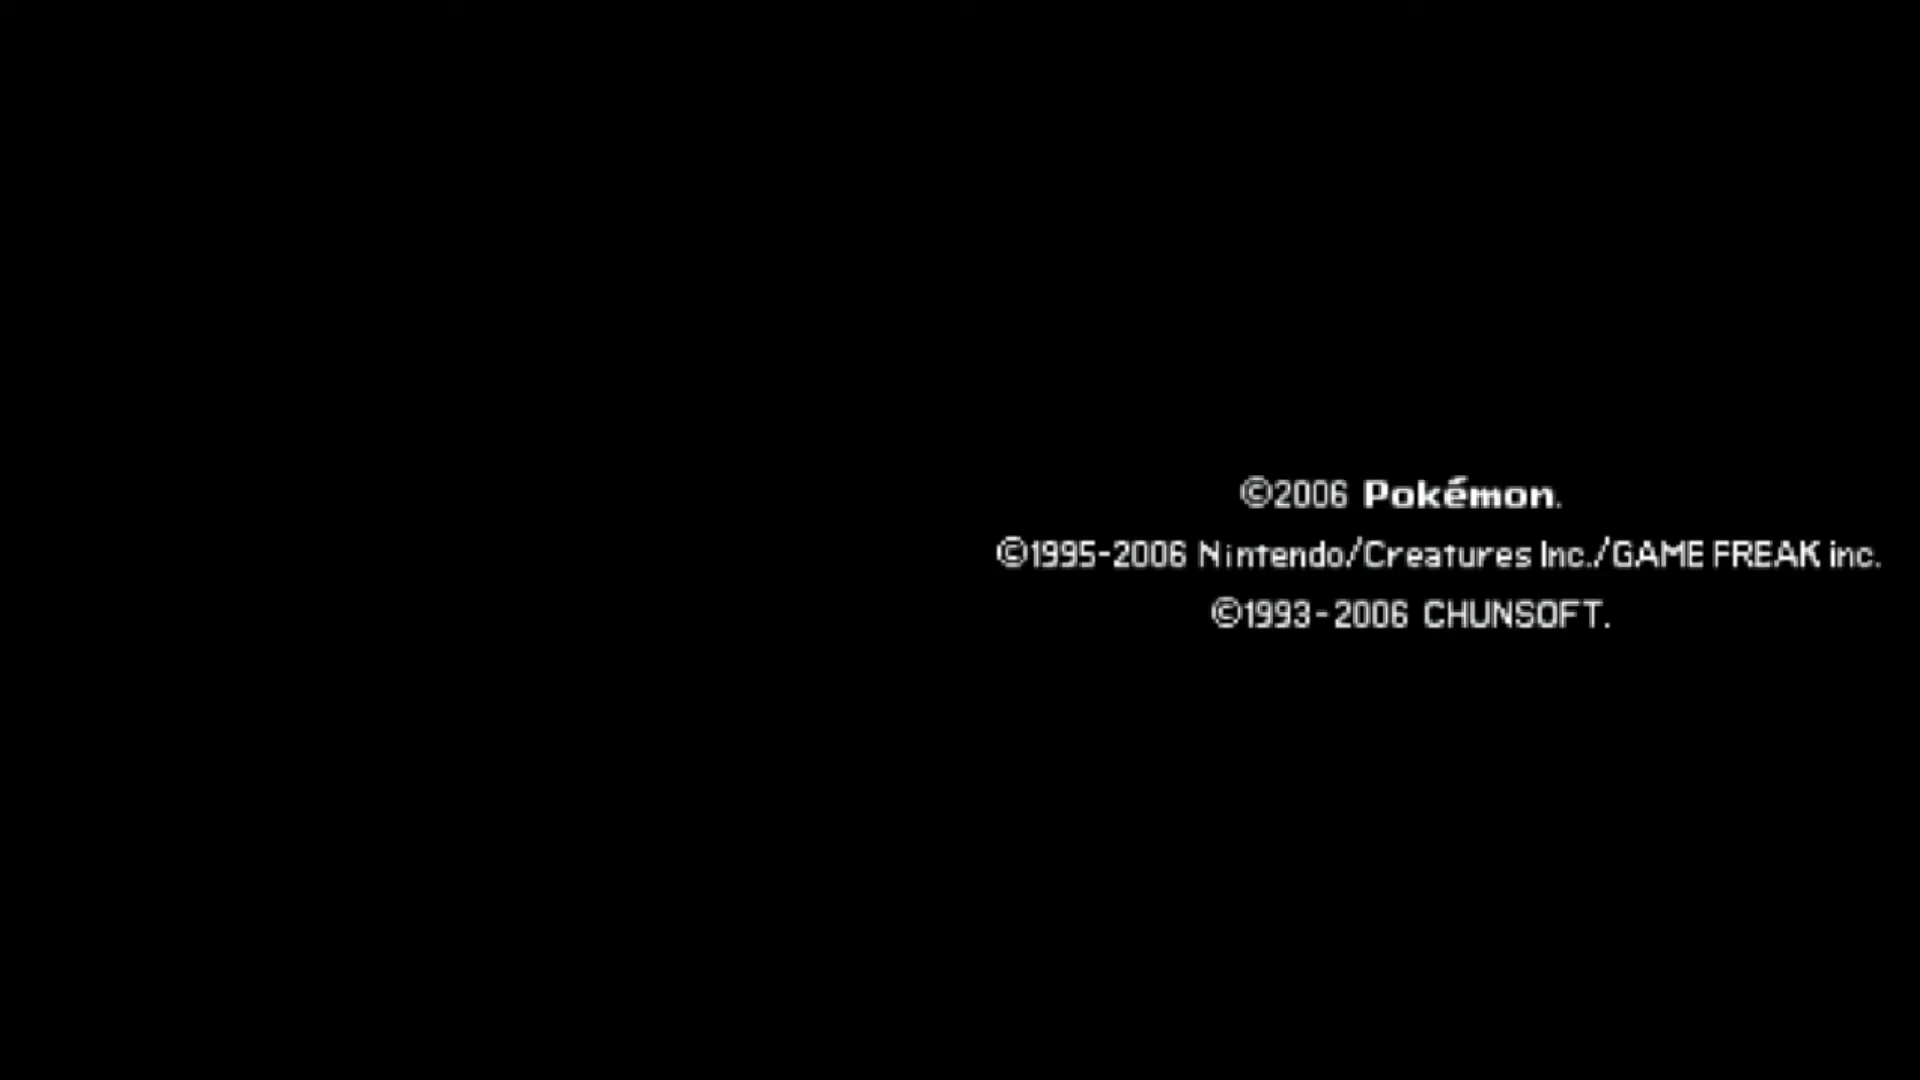 ©2006 Pokémon.
©1995-2006 Nintendo/Creatures Inc./GAME FREAK inc.
©1993-2006 CHUNSOFT.